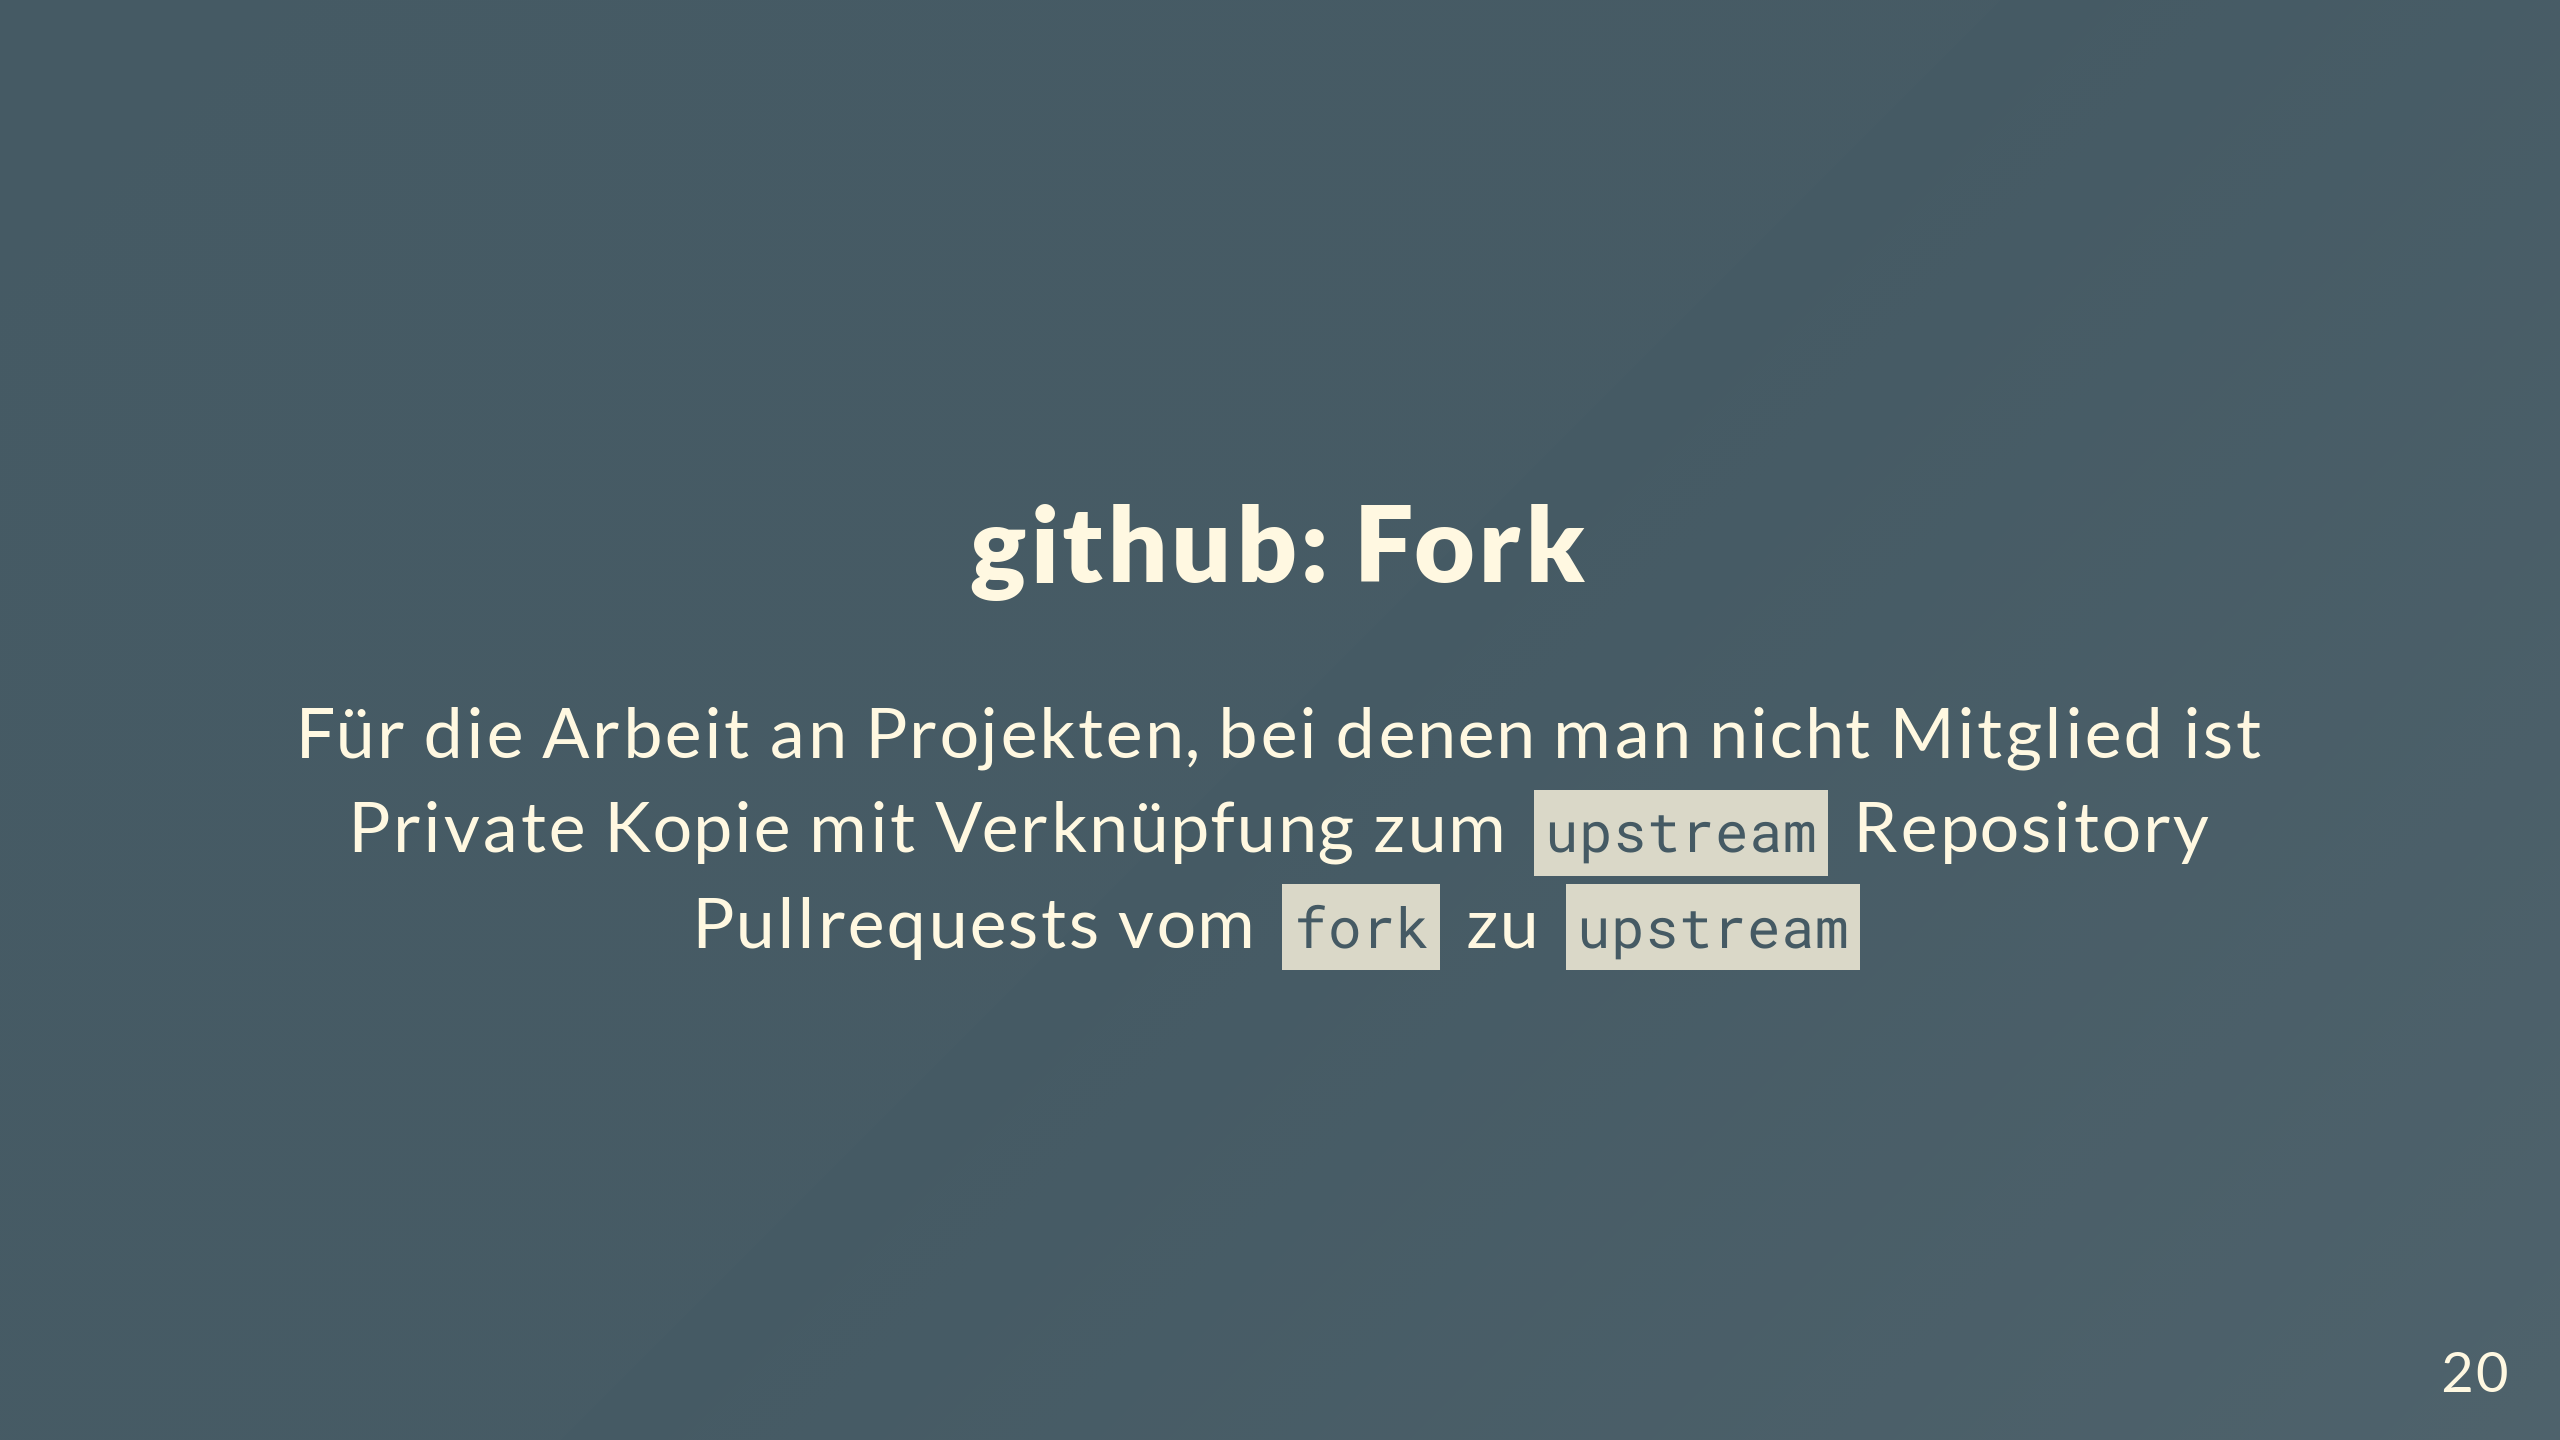 github: Fork
Für die Arbeit an Projekten, bei denen man nicht Mitglied ist
Private Kopie mit Verknüpfung zum upstream Repository
Pullrequests vom fork zu upstream
20